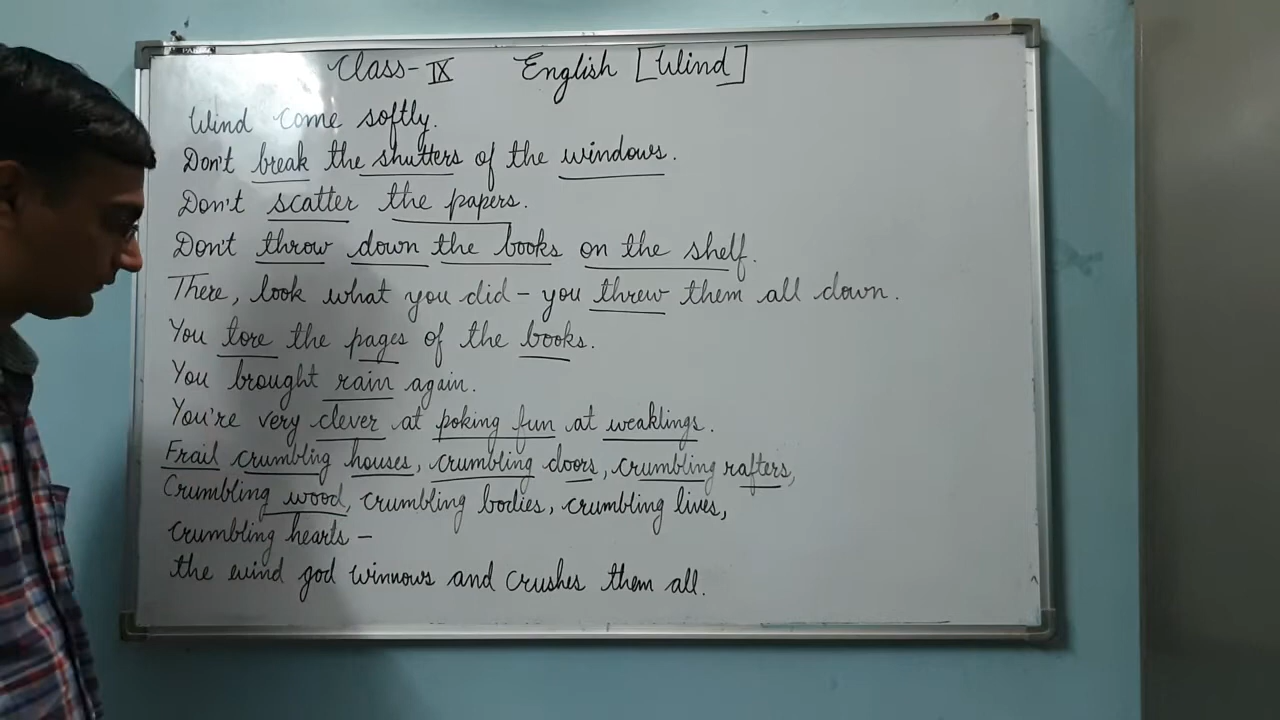 Class-IX English [Wind]
Wind come softly.
Don't break the shutters of the windows.
Don't scatter the papers.
Don't throw down the books on the shelf.
There, look what you did - you threw them all down.
You tore the pages of the books.
You brought rain again.
You're very clever at poking fun at weaklings.
Frail crumbling houses, crumbling doors, crumbling rafters,
Crumbling wood, crumbling bodies, crumbling lives,
crumbling hearts -
the wind god winnows and crushes them all.